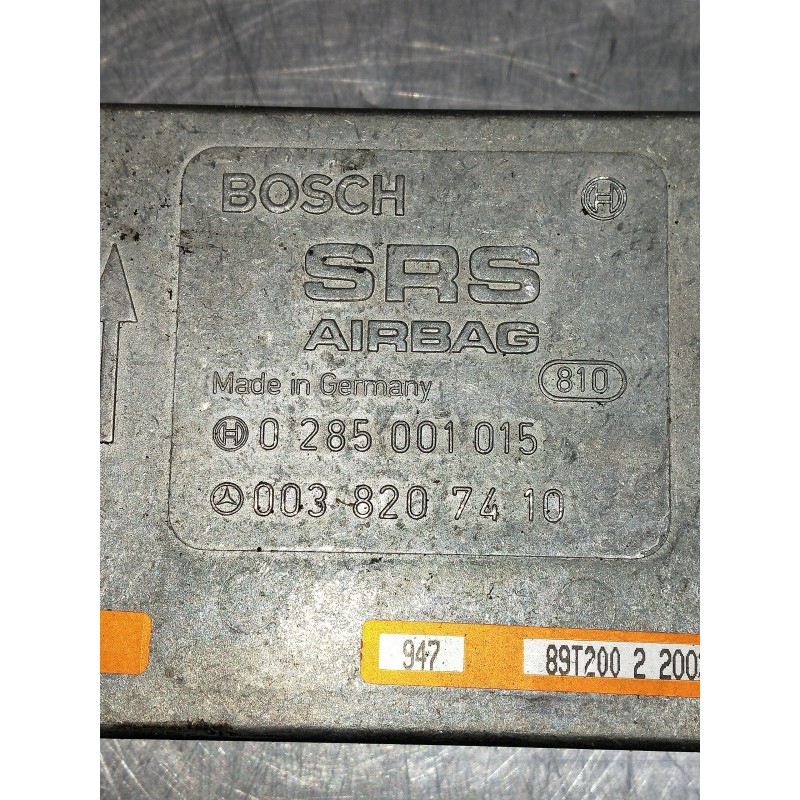 BOSCH
SRS
AIRBAG
Made in Germany 810
0 285 001 015
003 820 74 10
947 89T200 2 200